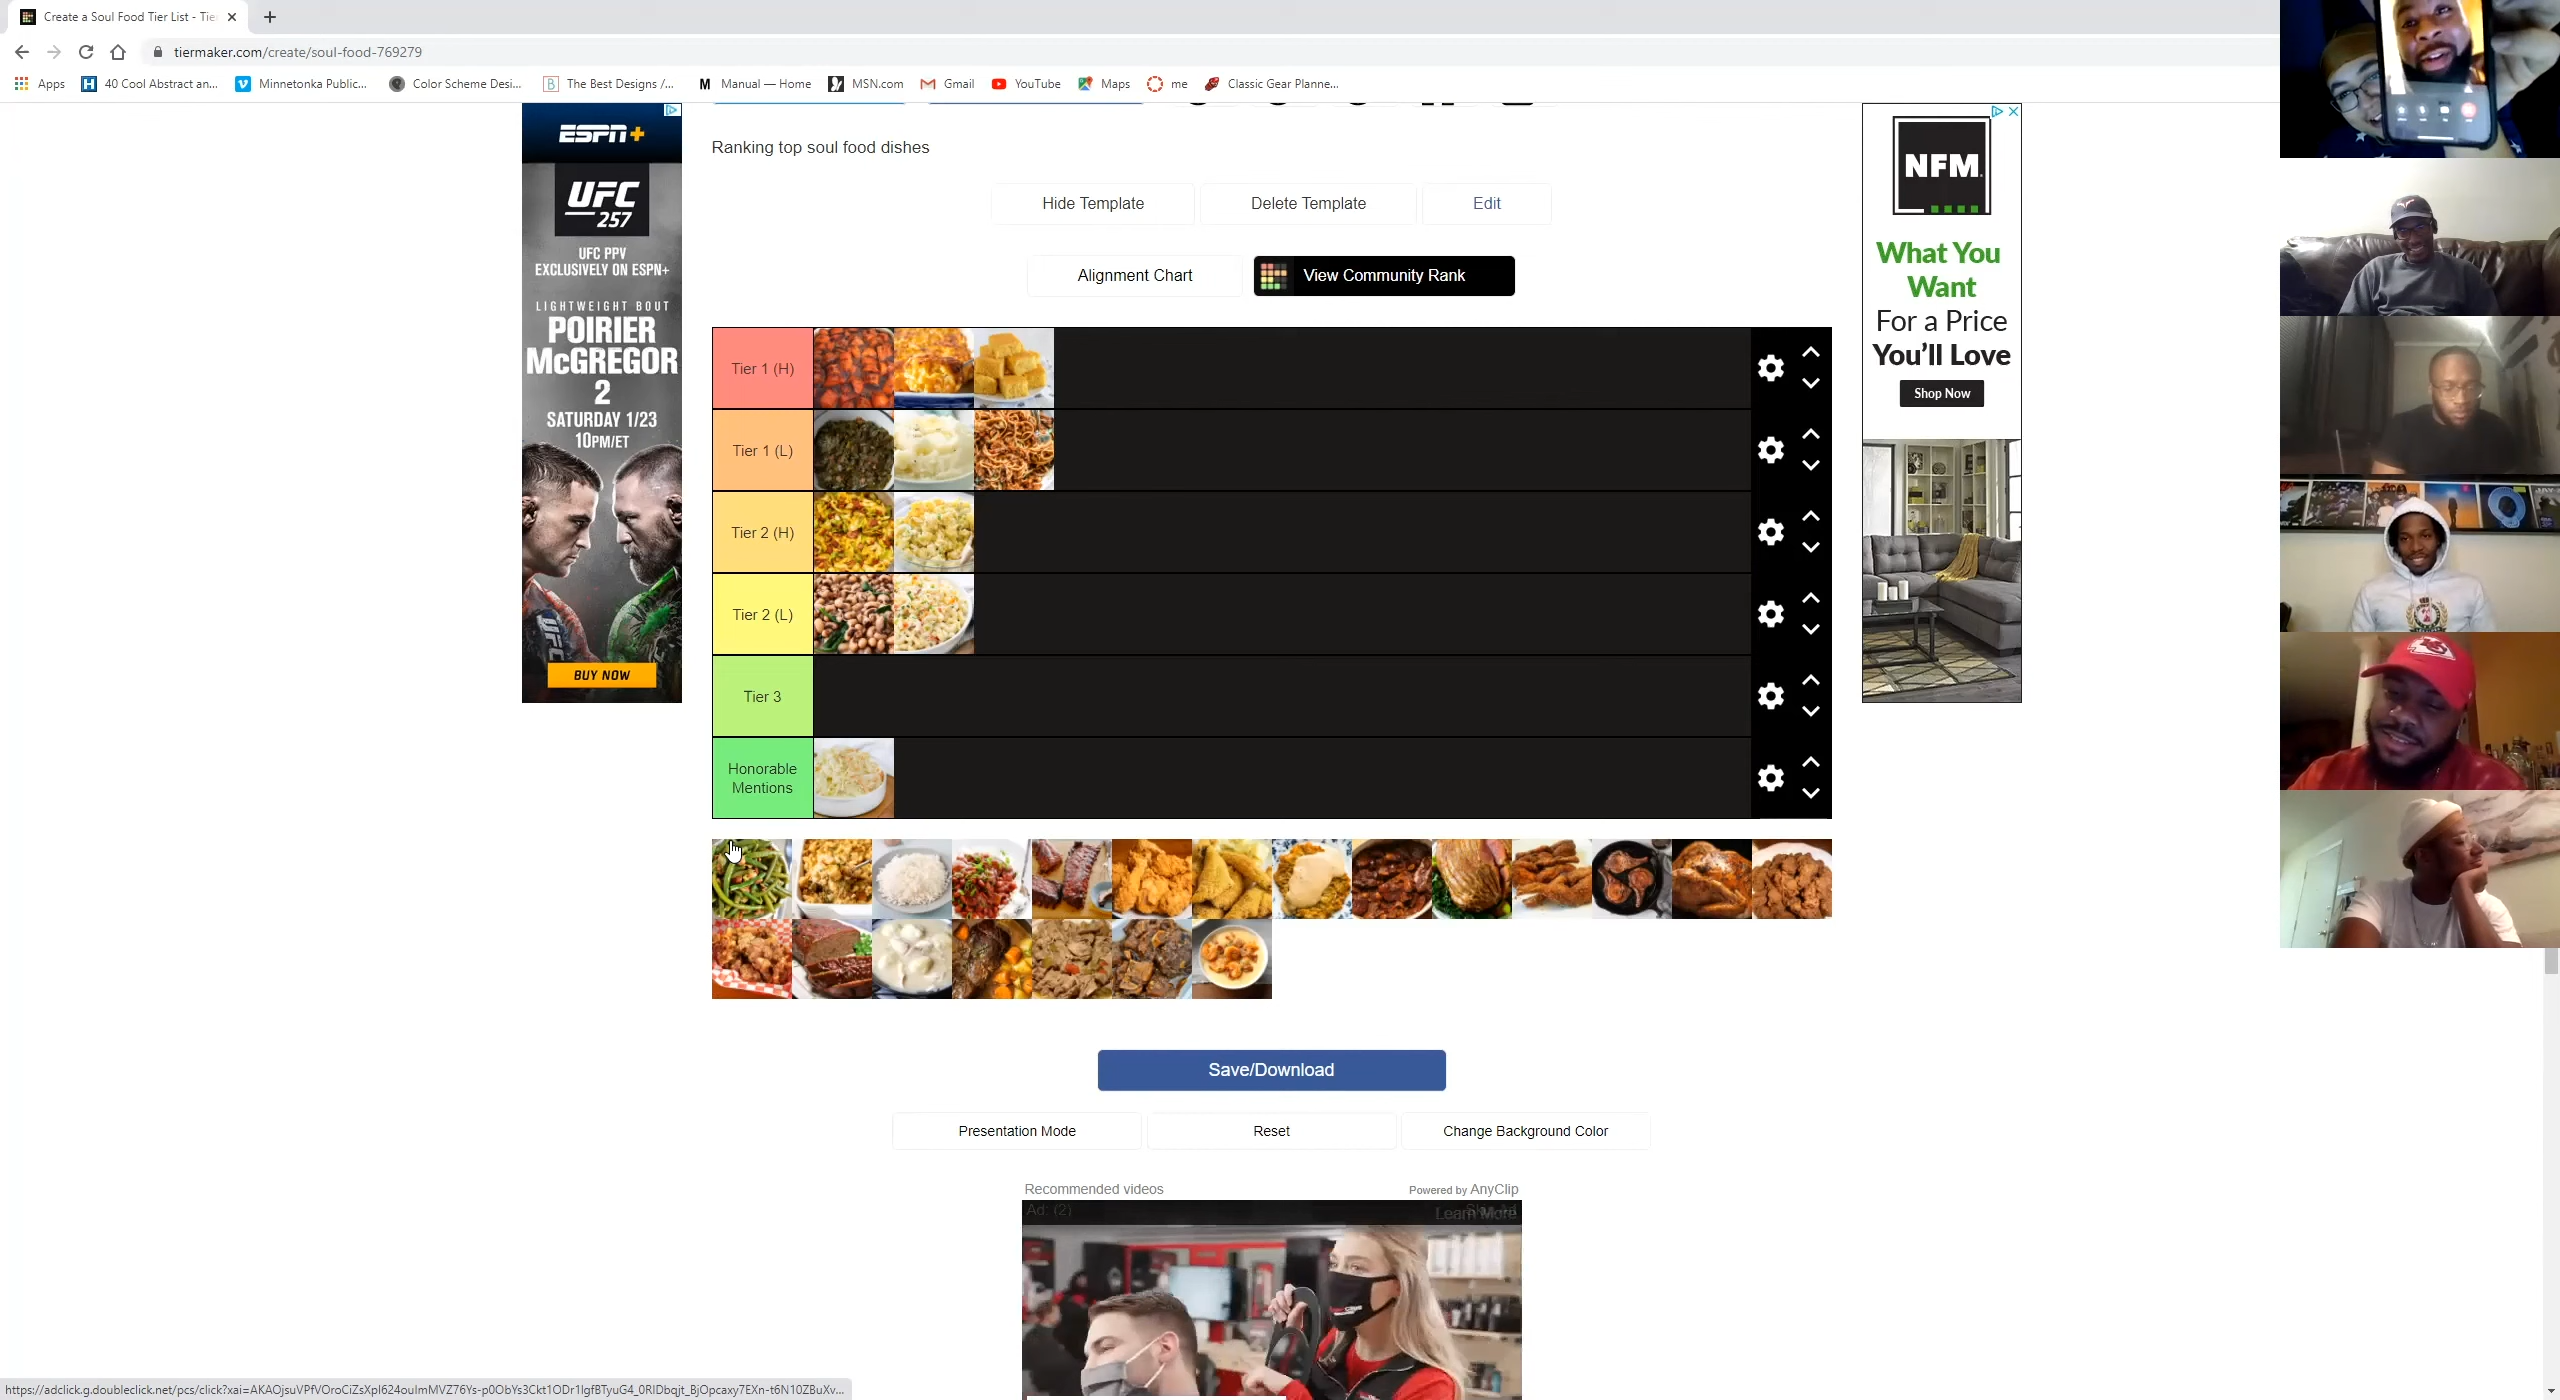 Create a Soul Food Tier List - Tie
tiermaker.com/create/soul-food-769279
Apps
40 Cool Abstract an...
Minnetonka Public...
Color Scheme Desi...
The Best Designs /...
Manual — Home
MSN.com
Gmail
YouTube
Maps
me
Classic Gear Planne...
ESPN+
UFC
257
UFC PPV
EXCLUSIVELY ON ESPN+
LIGHTWEIGHT BOUT
POIRIER
McGREGOR
2
SATURDAY 1/23
10PM/ET
UFC
BUY NOW
Ranking top soul food dishes
Hide Template
Delete Template
Edit
Alignment Chart
View Community Rank
Tier 1 (H)
Tier 1 (L)
Tier 2 (H)
Tier 2 (L)
Tier 3
Honorable
Mentions
NFM
What You
Want
For a Price
You'll Love
Shop Now
Save/Download
Presentation Mode
Reset
Change Background Color
Recommended videos
Powered by AnyClip
Ad: (2)
Learn More